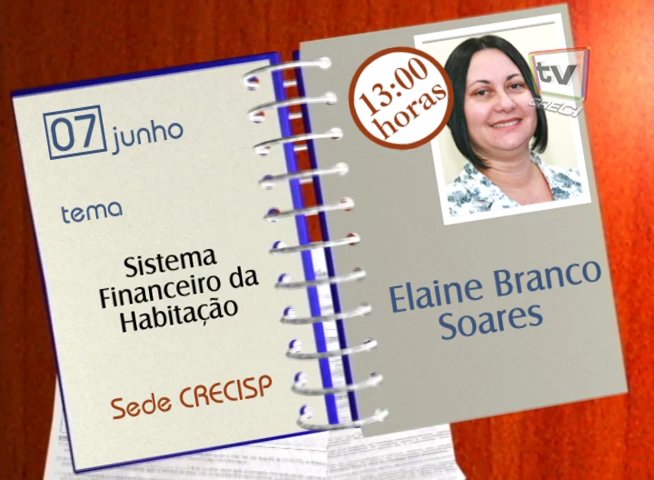 07 junho
tema
Sistema
Financeiro da
Habitação
Sede CRECISP
13:00
horas
tv
Elaine Branco
Soares